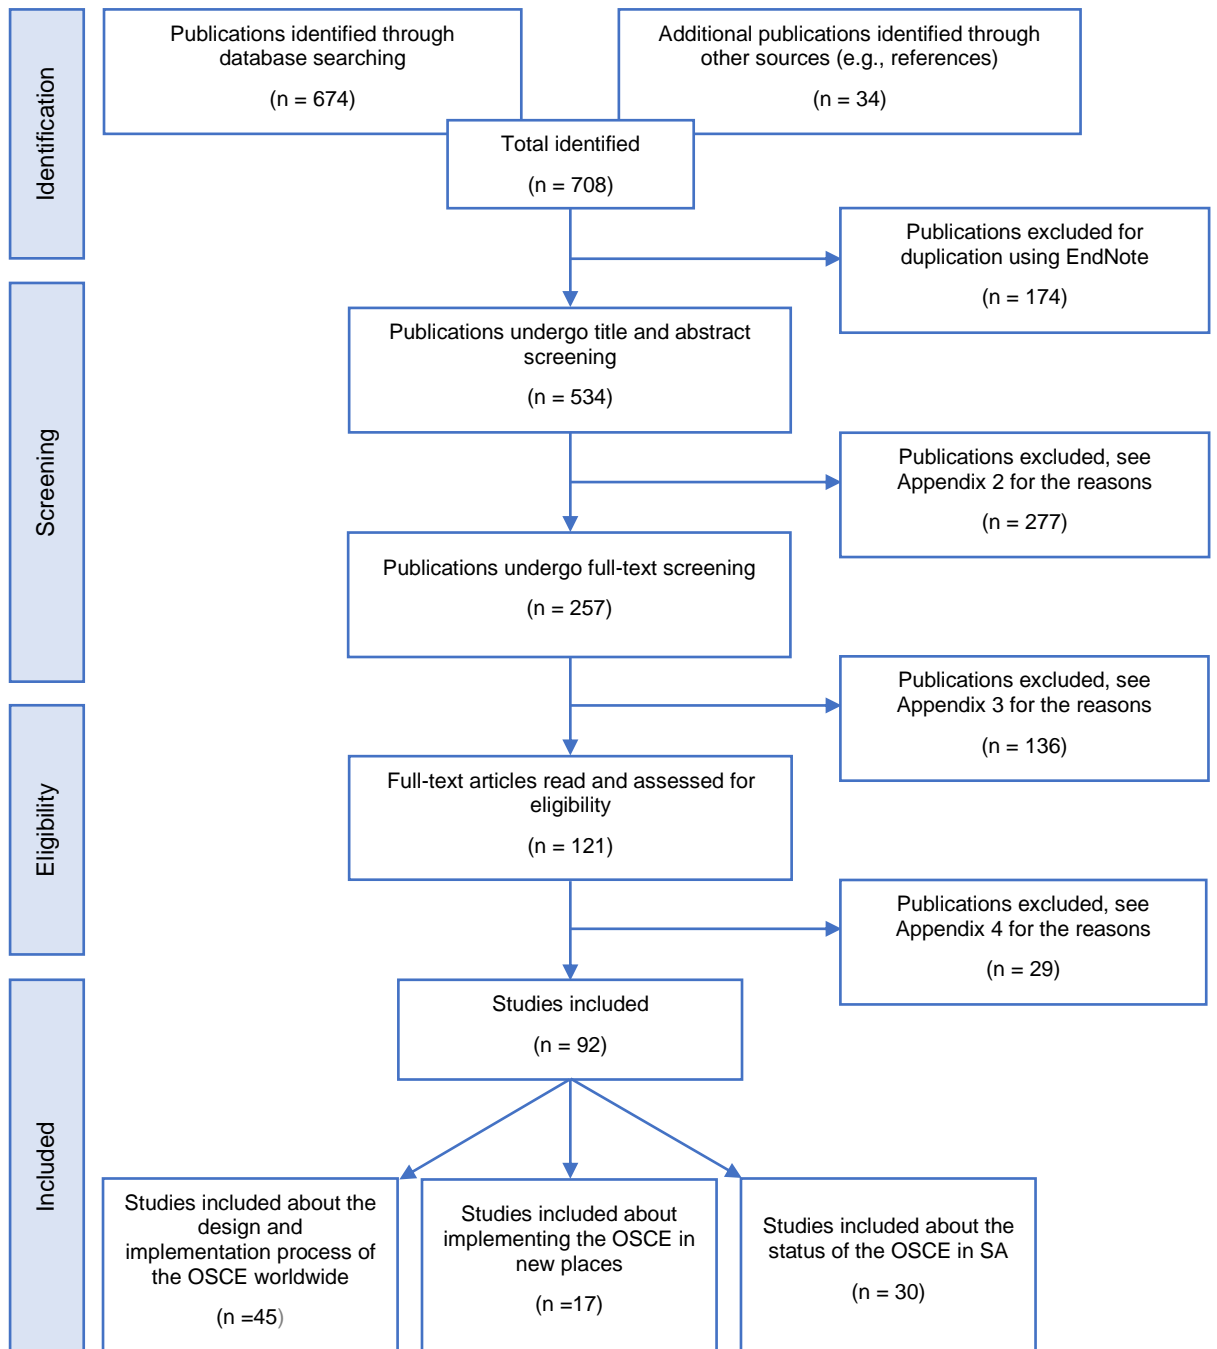 Identification
Publications identified through
database searching
(n = 674)
Additional publications identified through
other sources (e.g., references)
(n = 34)
Total identified
(n = 708)
Publications excluded for
duplication using EndNote
(n = 174)
Screening
Publications undergo title and abstract
screening
(n = 534)
Publications excluded, see
Appendix 2 for the reasons
(n = 277)
Publications undergo full-text screening
(n = 257)
Publications excluded, see
Appendix 3 for the reasons
(n = 136)
Eligibility
Full-text articles read and assessed for
eligibility
(n = 121)
Publications excluded, see
Appendix 4 for the reasons
(n = 29)
Included
Studies included
(n = 92)
Studies included about the
design and
implementation process of
the OSCE worldwide
(n =45)
Studies included about
implementing the OSCE in
new places
(n =17)
Studies included about the
status of the OSCE in SA
(n = 30)